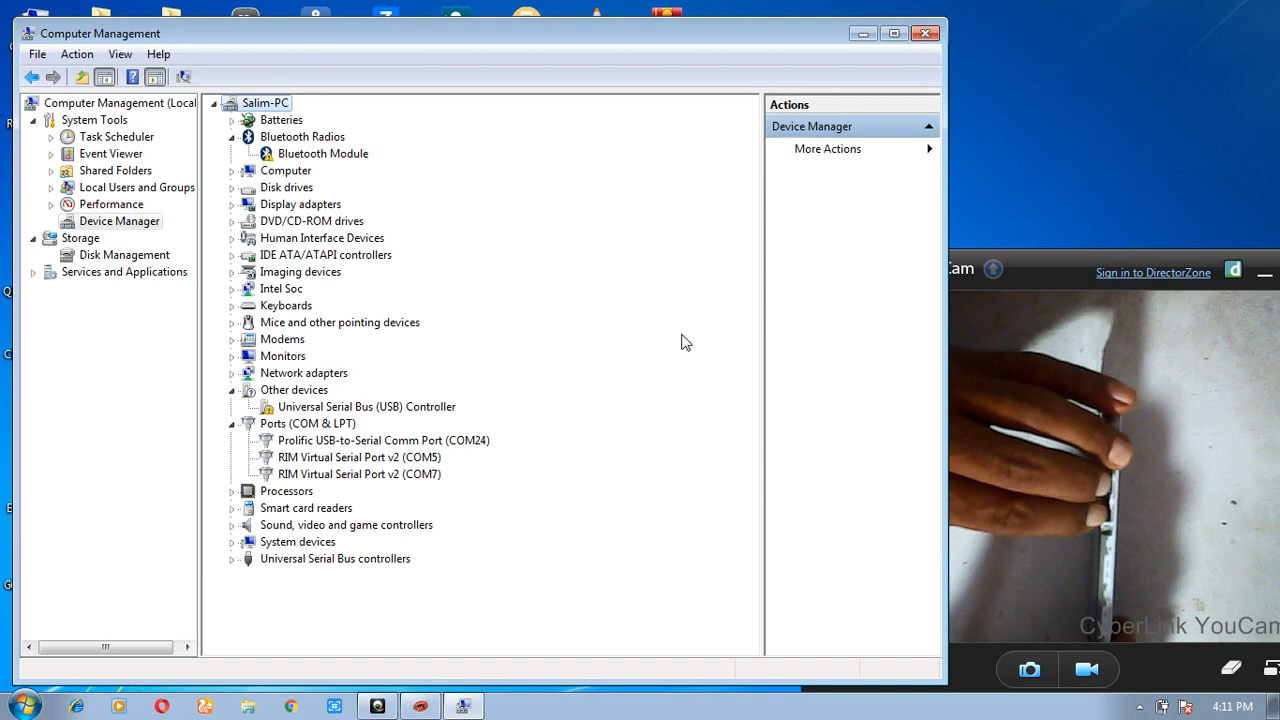 Computer Management
File Action View Help
Computer Management (Local
System Tools
Task Scheduler
Event Viewer
Shared Folders
Local Users and Groups
Performance
Device Manager
Storage
Disk Management
Services and Applications
Salim-PC
Batteries
Bluetooth Radios
Bluetooth Module
Computer
Disk drives
Display adapters
DVD/CD-ROM drives
Human Interface Devices
IDE ATA/ATAPI controllers
Imaging devices
Intel Soc
Keyboards
Mice and other pointing devices
Modems
Monitors
Network adapters
Other devices
Universal Serial Bus (USB) Controller
Ports (COM & LPT)
Prolific USB-to-Serial Comm Port (COM24)
RIM Virtual Serial Port v2 (COM5)
RIM Virtual Serial Port v2 (COM7)
Processors
Smart card readers
Sound, video and game controllers
System devices
Universal Serial Bus controllers
Actions
Device Manager
More Actions
Cam
Sign in to DirectorZone
CyberLink YouCam
4:11 PM